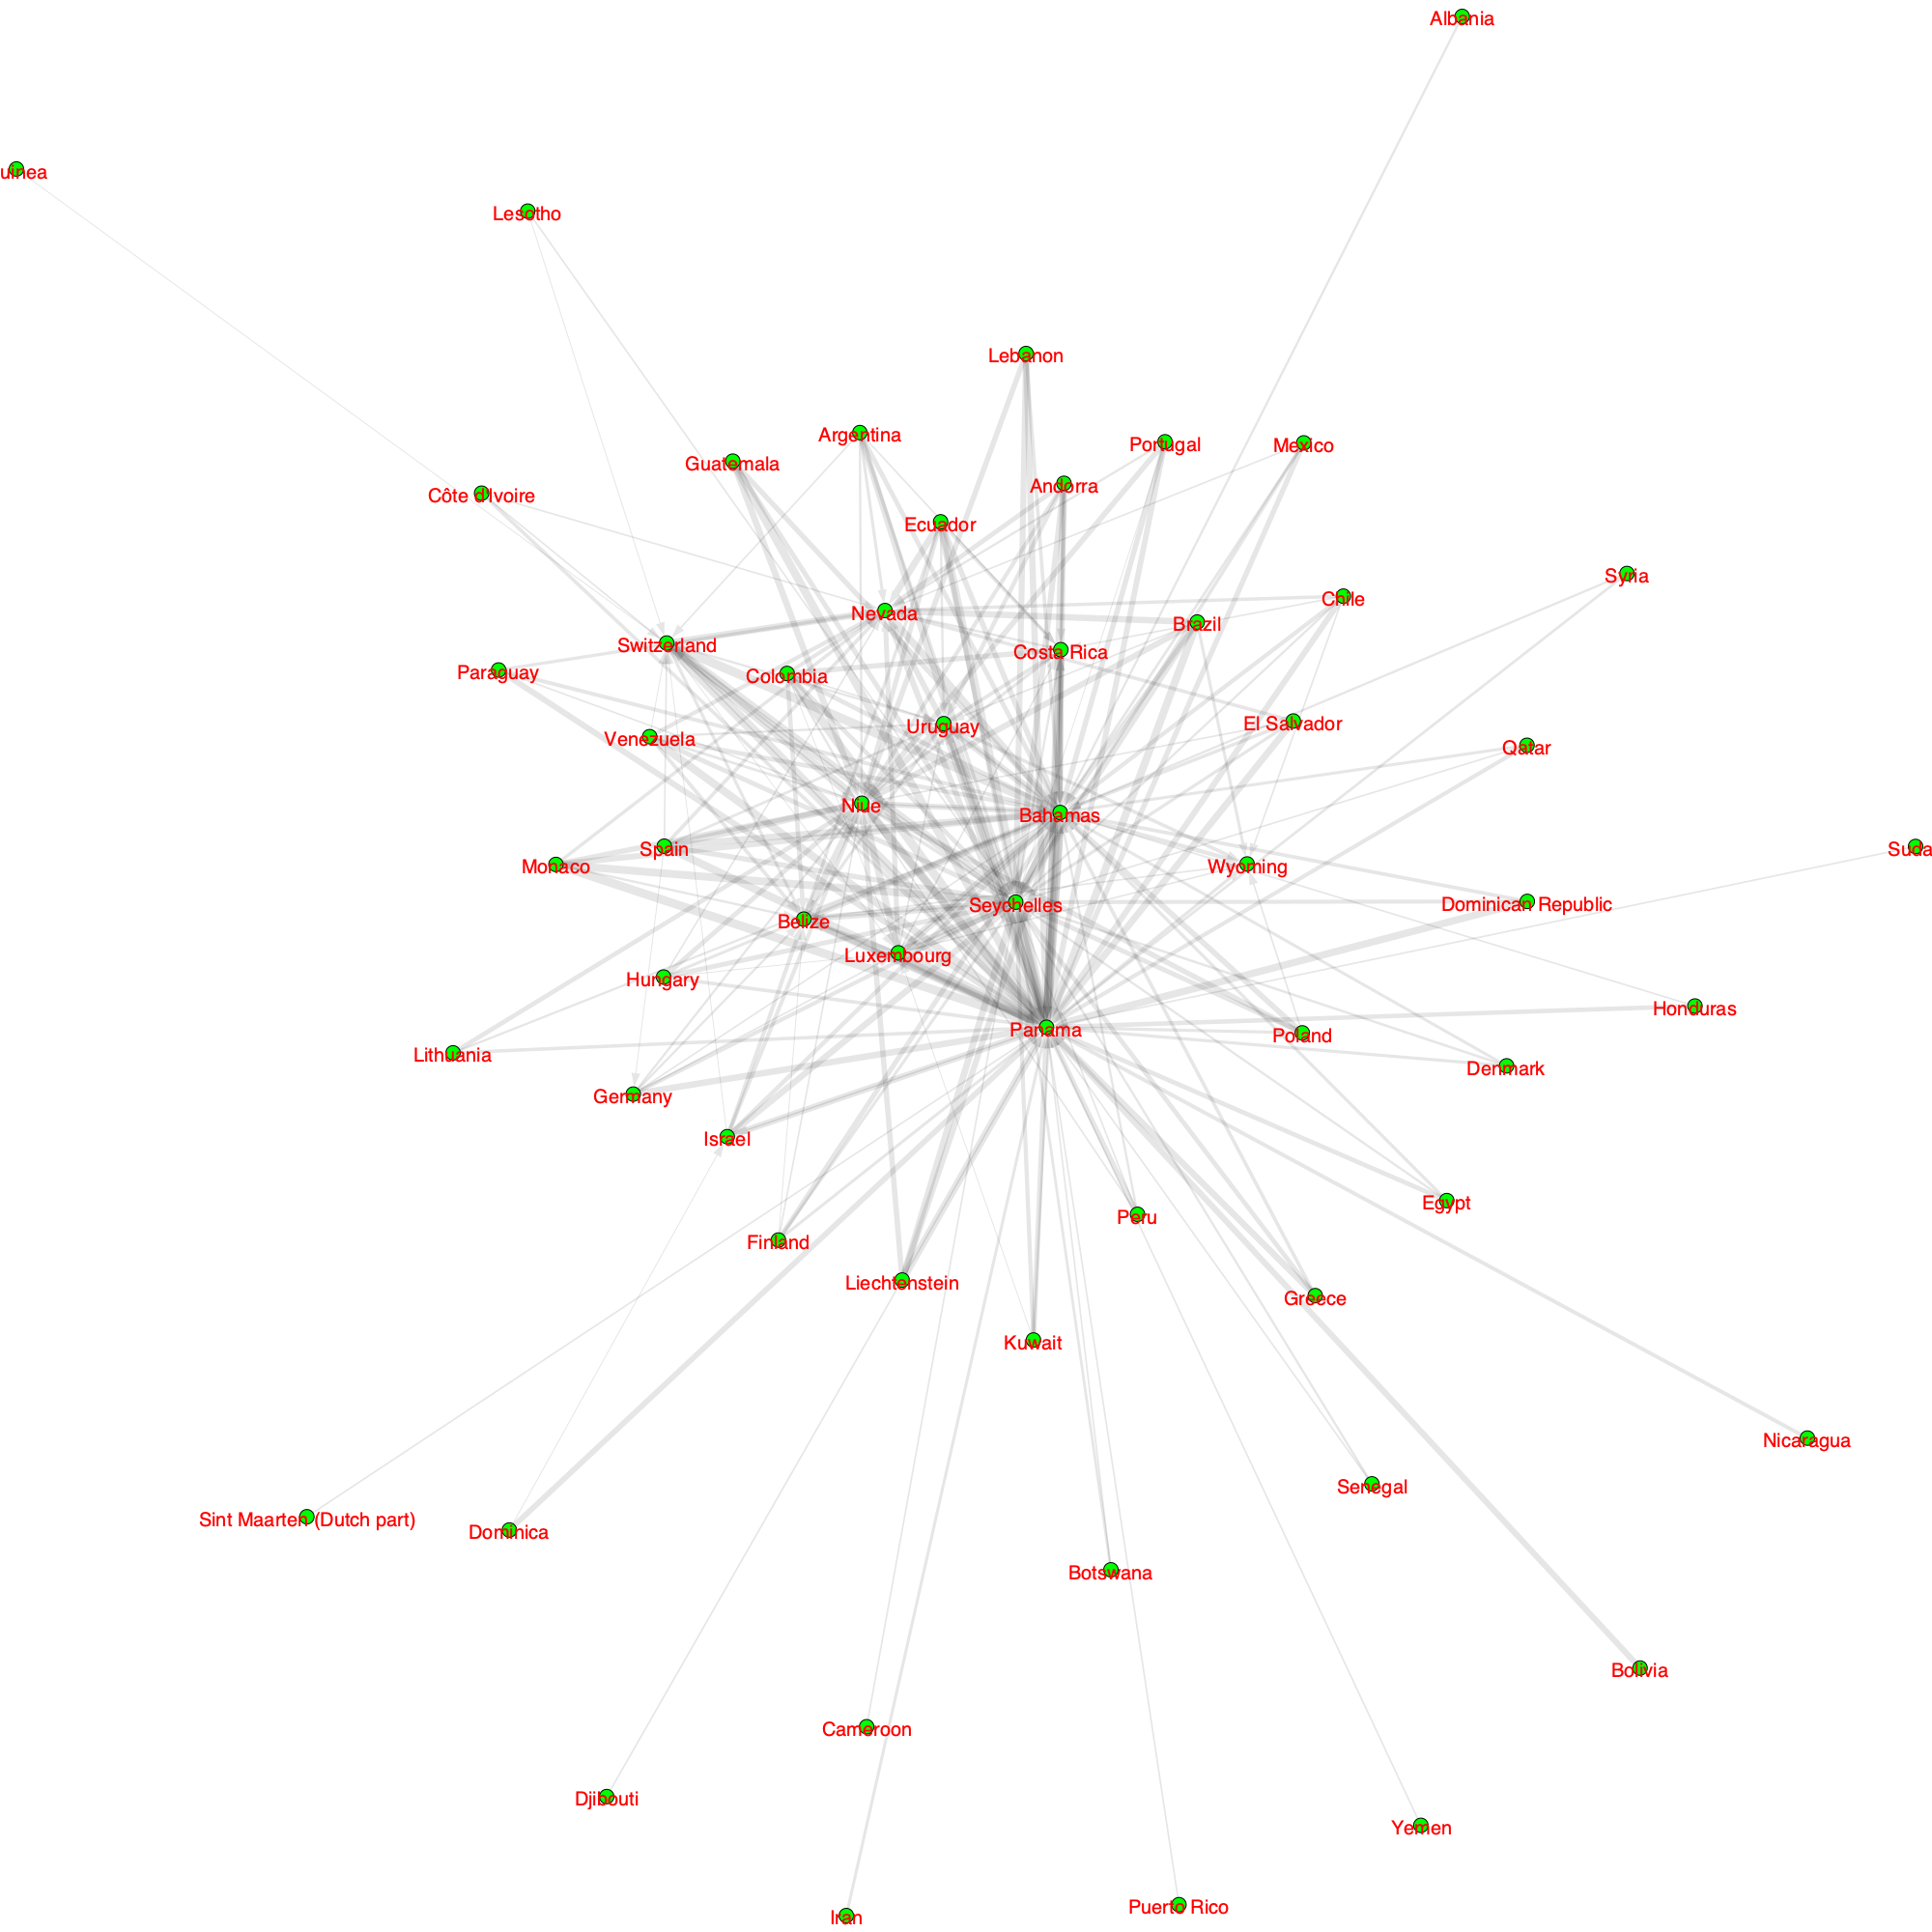 Albania
uinea
Lesotho
Lebanon
Argentina
Portugal
Mexico
Guatemala
Andorra
Côte d'Ivoire
Ecuador
Syria
Chile
Nevada
Brazil
Switzerland
Costa Rica
Paraguay
Colombia
El Salvador
Uruguay
Venezuela
Qatar
Niue
Bahamas
Spain
Suda
Monaco
Wyoming
Seychelles
Dominican Republic
Belize
Luxembourg
Hungary
Honduras
Panama
Poland
Lithuania
Denmark
Germany
Israel
Egypt
Peru
Finland
Liechtenstein
Greece
Kuwait
Nicaragua
Senegal
Sint Maarten (Dutch part)
Dominica
Botswana
Bolivia
Cameroon
Djibouti
Yemen
Puerto Rico
Iran